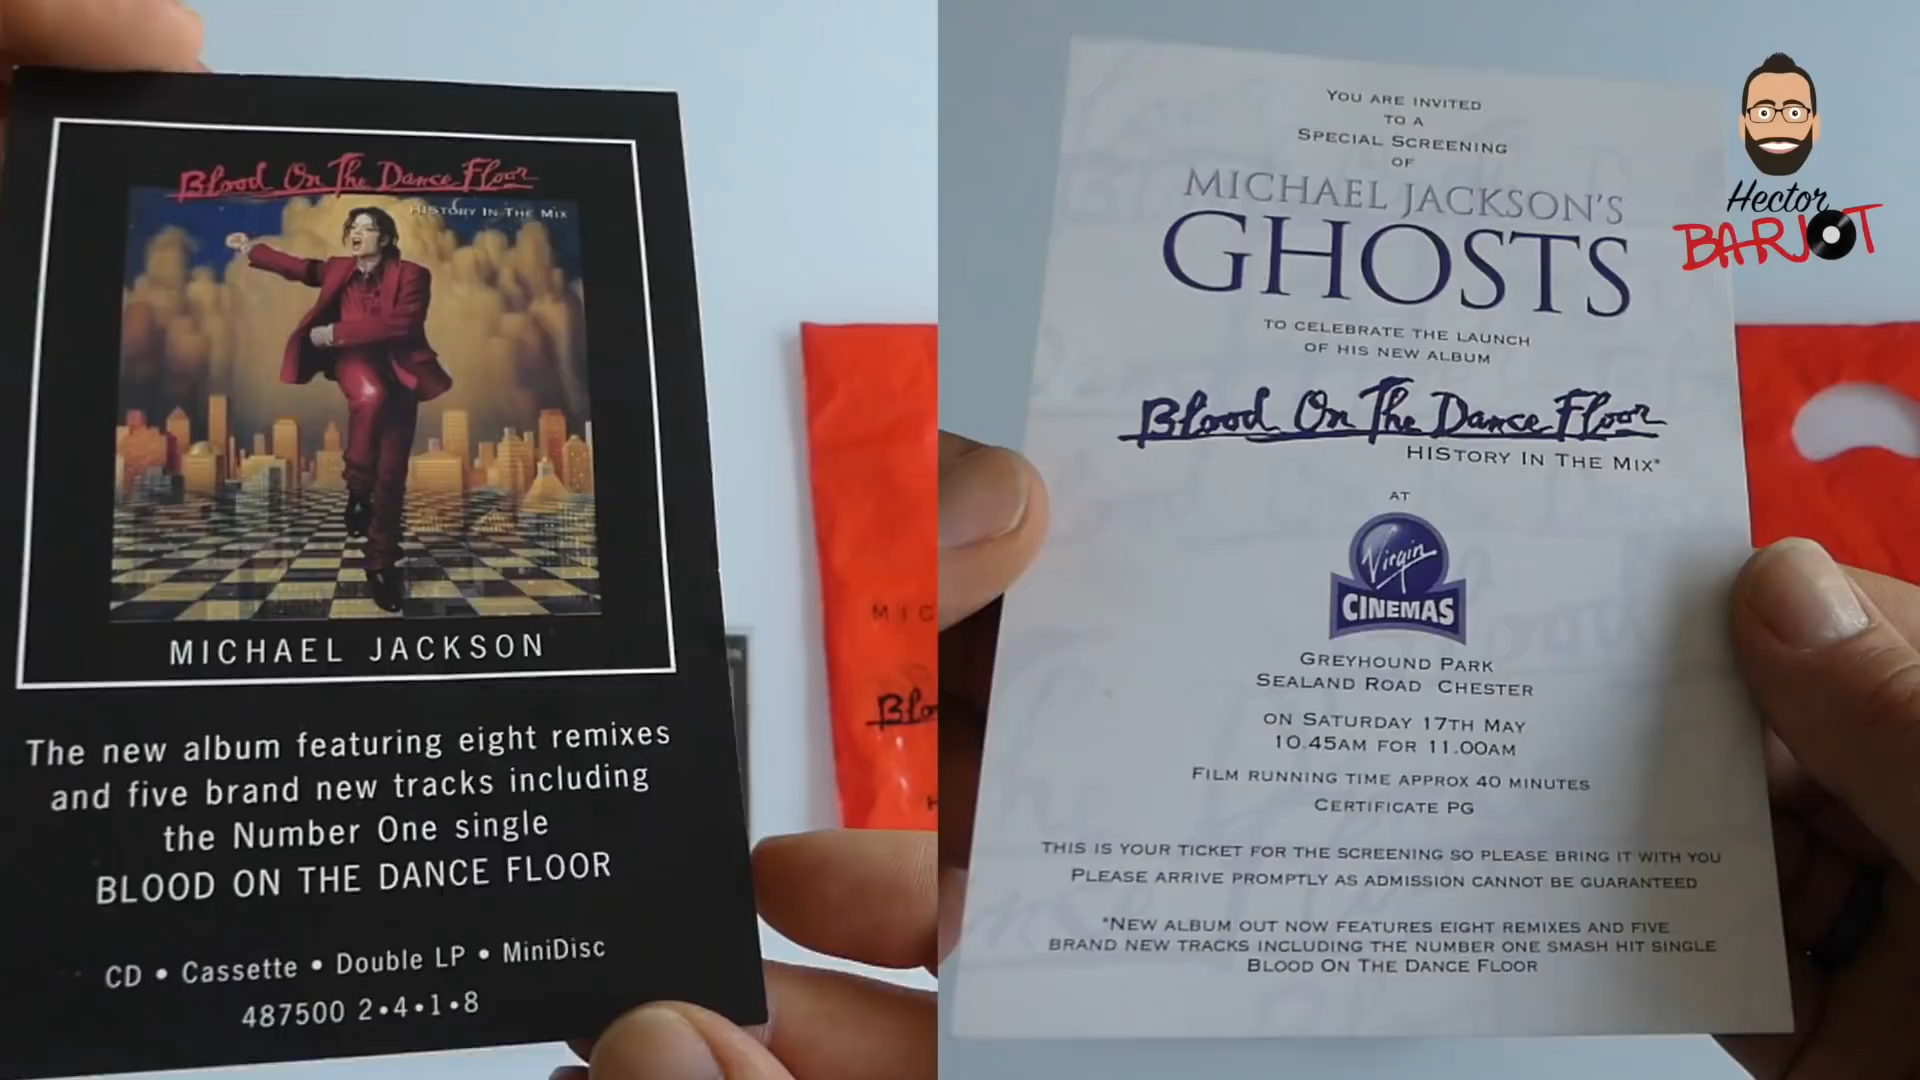 Blood On The Dance Floor
HIStory In The Mix
MICHAEL JACKSON
The new album featuring eight remixes
and five brand new tracks including
the Number One single
BLOOD ON THE DANCE FLOOR
CD • Cassette • Double LP • MiniDisc
487500 2•4•1•8
MIC
Blo
H
You are invited
to a
Special Screening
of
MICHAEL JACKSON'S
GHOSTS
to celebrate the launch
of his new album
Blood On The Dance Floor
HIStory In The Mix*
at
Virgin
CINEMAS
Greyhound Park
Sealand Road Chester
on Saturday 17th May
10.45am for 11.00am
Film running time approx 40 minutes
Certificate PG
This is your ticket for the screening so please bring it with you
Please arrive promptly as admission cannot be guaranteed
*New album out now features eight remixes and five
brand new tracks including the number one smash hit single
Blood On The Dance Floor
Hector
BARJOT